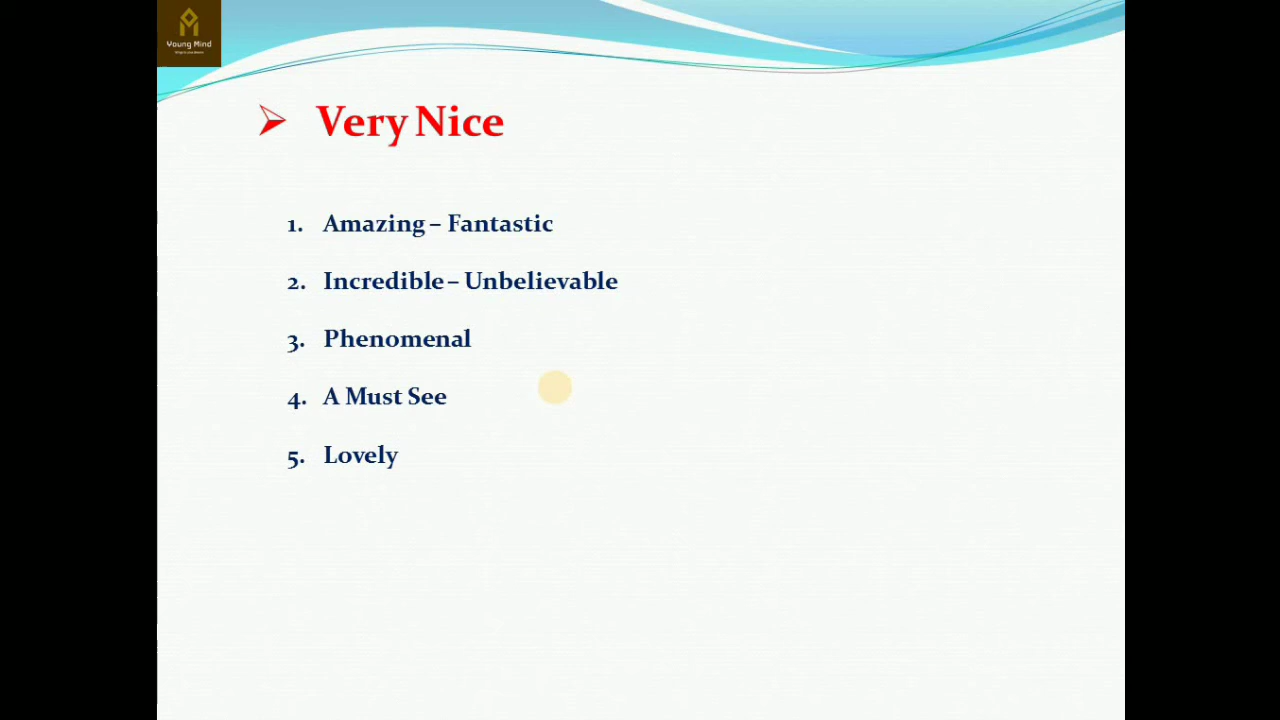 Young Mind
Very Nice
1. Amazing – Fantastic
2. Incredible – Unbelievable
3. Phenomenal
4. A Must See
5. Lovely